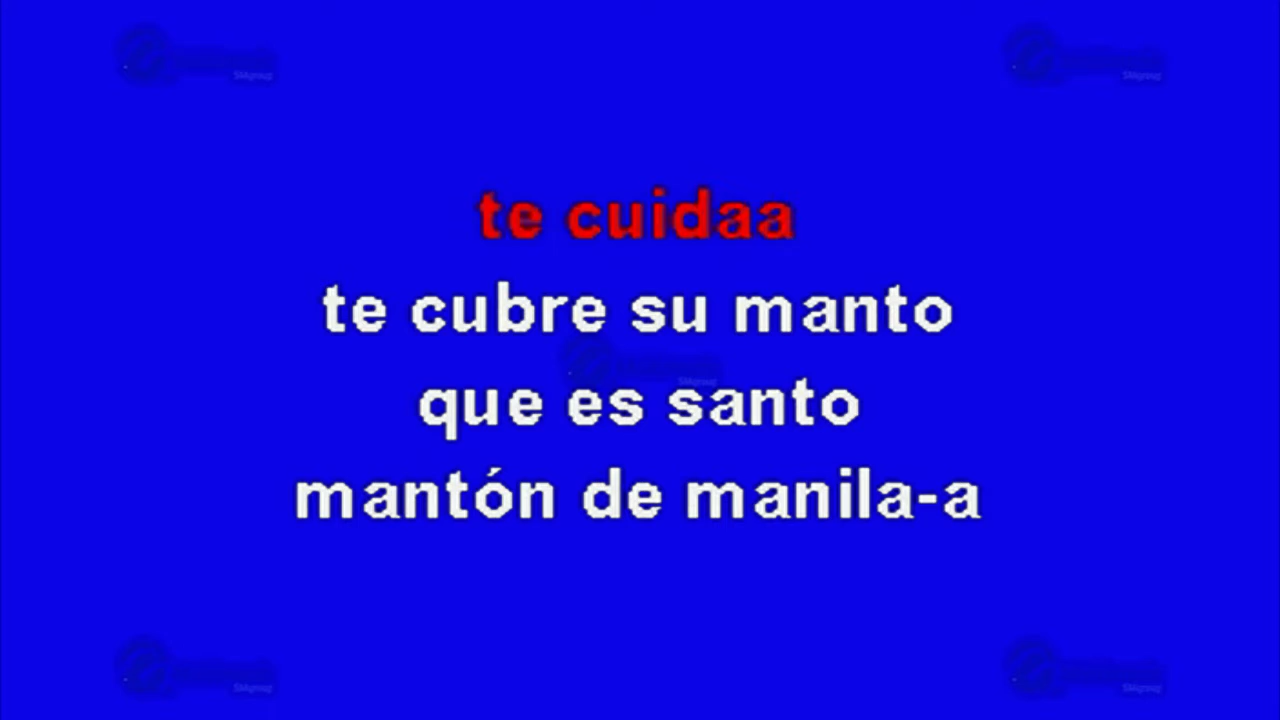 te cuidaa
te cubre su manto
que es santo
mantón de manila-a